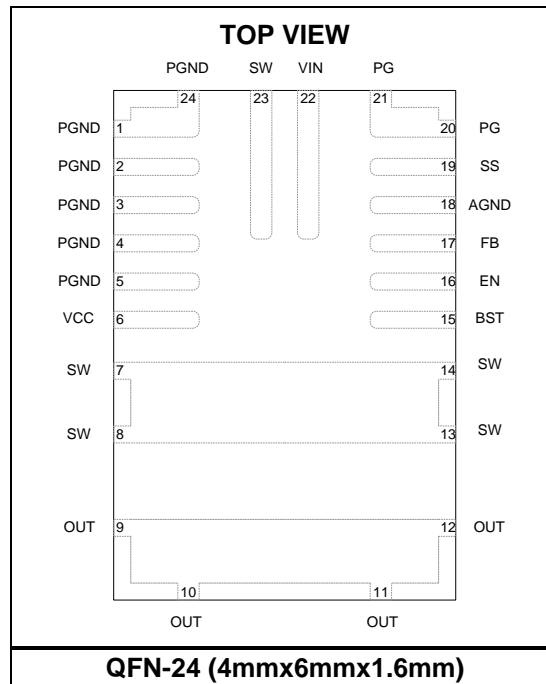 TOP VIEW
PGND SW VIN PG
24 23 22 21
PGND 1 20 PG
PGND 2 19 SS
PGND 3 18 AGND
PGND 4 17 FB
PGND 5 16 EN
VCC 6 15 BST
SW 7 14 SW
SW 8 13 SW
OUT 9 12 OUT
10 11
OUT OUT
QFN-24 (4mmx6mmx1.6mm)